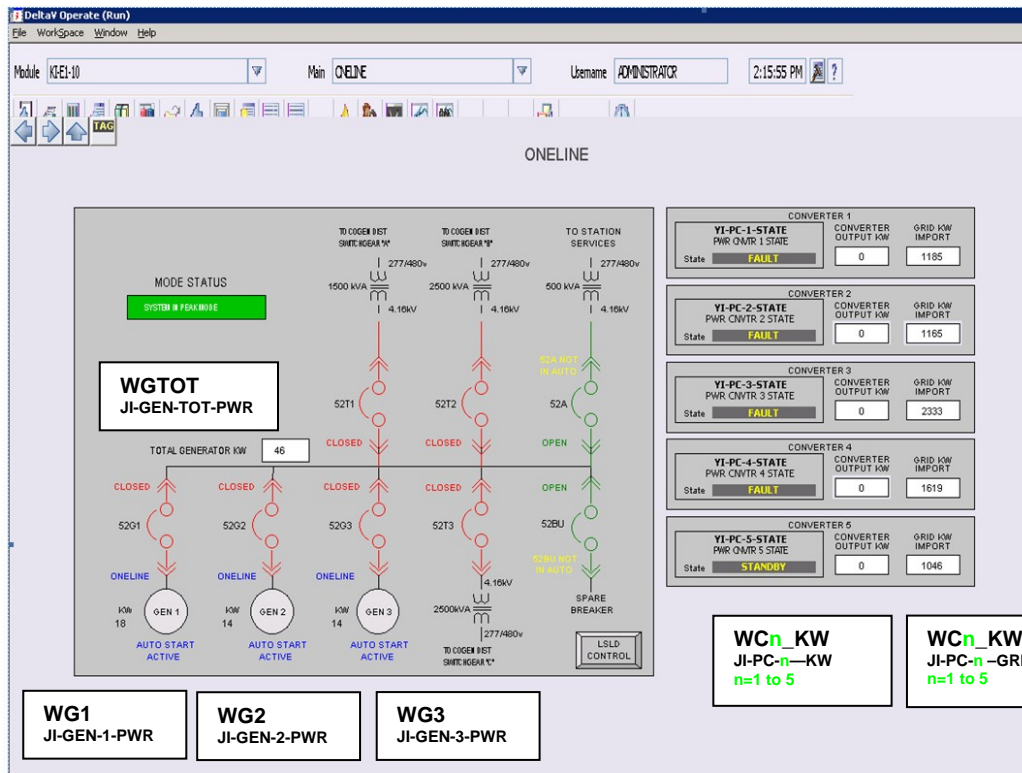 DeltaV Operate (Run)
File WorkSpace Window Help
Module KI-E1-10 Main ONELINE Username ADMINISTRATOR 2:15:55 PM ?
TAG
ONELINE
MODE STATUS
SYSTEM IN PEAK MODE
WGTOT
JI-GEN-TOT-PWR
TOTAL GENERATOR KW 46
TO COGEN DIST
SWITCHGEAR "A"
277/480v
1500 kVA
4.16kV
52T1
CLOSED
TO COGEN DIST
SWITCHGEAR "B"
277/480v
2500 kVA
4.16kV
52T2
CLOSED
TO STATION
SERVICES
277/480v
500 kVA
4.16kV
52A NOT
IN AUTO
52A
OPEN
CLOSED
52G1
ONELINE
KW
18
GEN 1
AUTO START
ACTIVE
CLOSED
52G2
ONELINE
KW
14
GEN 2
AUTO START
ACTIVE
CLOSED
52G3
ONELINE
KW
14
GEN 3
AUTO START
ACTIVE
CLOSED
52T3
4.16kV
2500kVA
277/480v
TO COGEN DIST
SWITCHGEAR "C"
OPEN
52BU
52BU NOT
IN AUTO
SPARE
BREAKER
LSLD
CONTROL
CONVERTER 1
YI-PC-1-STATE
PWR CNVTR 1 STATE
State FAULT
CONVERTER
OUTPUT KW
0
GRID KW
IMPORT
1185
CONVERTER 2
YI-PC-2-STATE
PWR CNVTR 2 STATE
State FAULT
CONVERTER
OUTPUT KW
0
GRID KW
IMPORT
1165
CONVERTER 3
YI-PC-3-STATE
PWR CNVTR 3 STATE
State FAULT
CONVERTER
OUTPUT KW
0
GRID KW
IMPORT
2333
CONVERTER 4
YI-PC-4-STATE
PWR CNVTR 4 STATE
State FAULT
CONVERTER
OUTPUT KW
0
GRID KW
IMPORT
1619
CONVERTER 5
YI-PC-5-STATE
PWR CNVTR 5 STATE
State STANDBY
CONVERTER
OUTPUT KW
0
GRID KW
IMPORT
1046
WCn_KW
JI-PC-n—KW
n=1 to 5
WCn_KW
JI-PC-n –GRI
n=1 to 5
WG1
JI-GEN-1-PWR
WG2
JI-GEN-2-PWR
WG3
JI-GEN-3-PWR